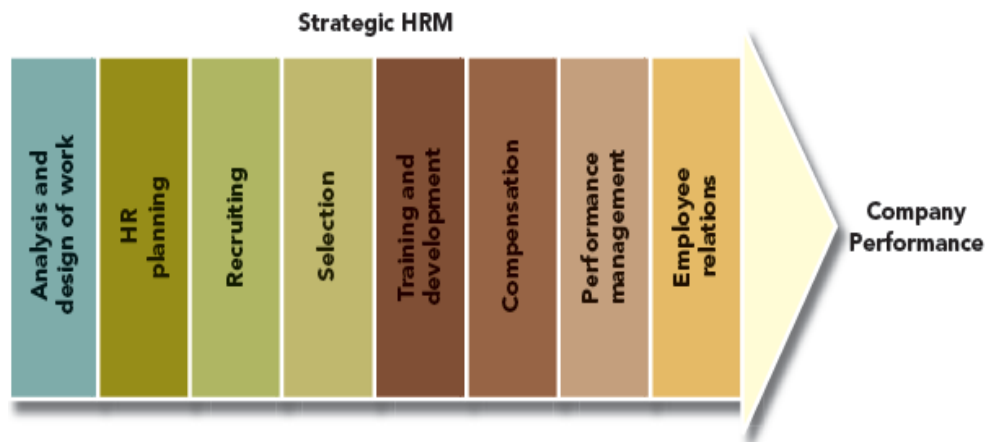 Strategic HRM
Analysis and
design of work
HR
planning
Recruiting
Selection
Training and
development
Compensation
Performance
management
Employee
relations
Company
Performance